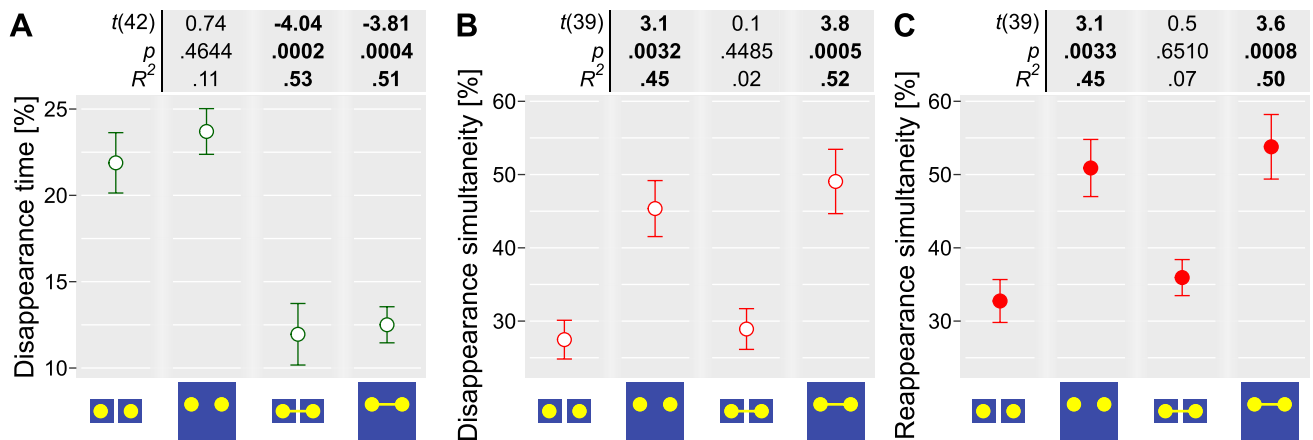 A
t(42) 0.74 -4.04 -3.81
p .4644 .0002 .0004
R² .11 .53 .51
Disappearance time [%]
25
20
15
10
B
t(39) 3.1 0.1 3.8
p .0032 .4485 .0005
R² .45 .02 .52
Disappearance simultaneity [%]
60
50
40
30
C
t(39) 3.1 0.5 3.6
p .0033 .6510 .0008
R² .45 .07 .50
Reappearance simultaneity [%]
60
50
40
30